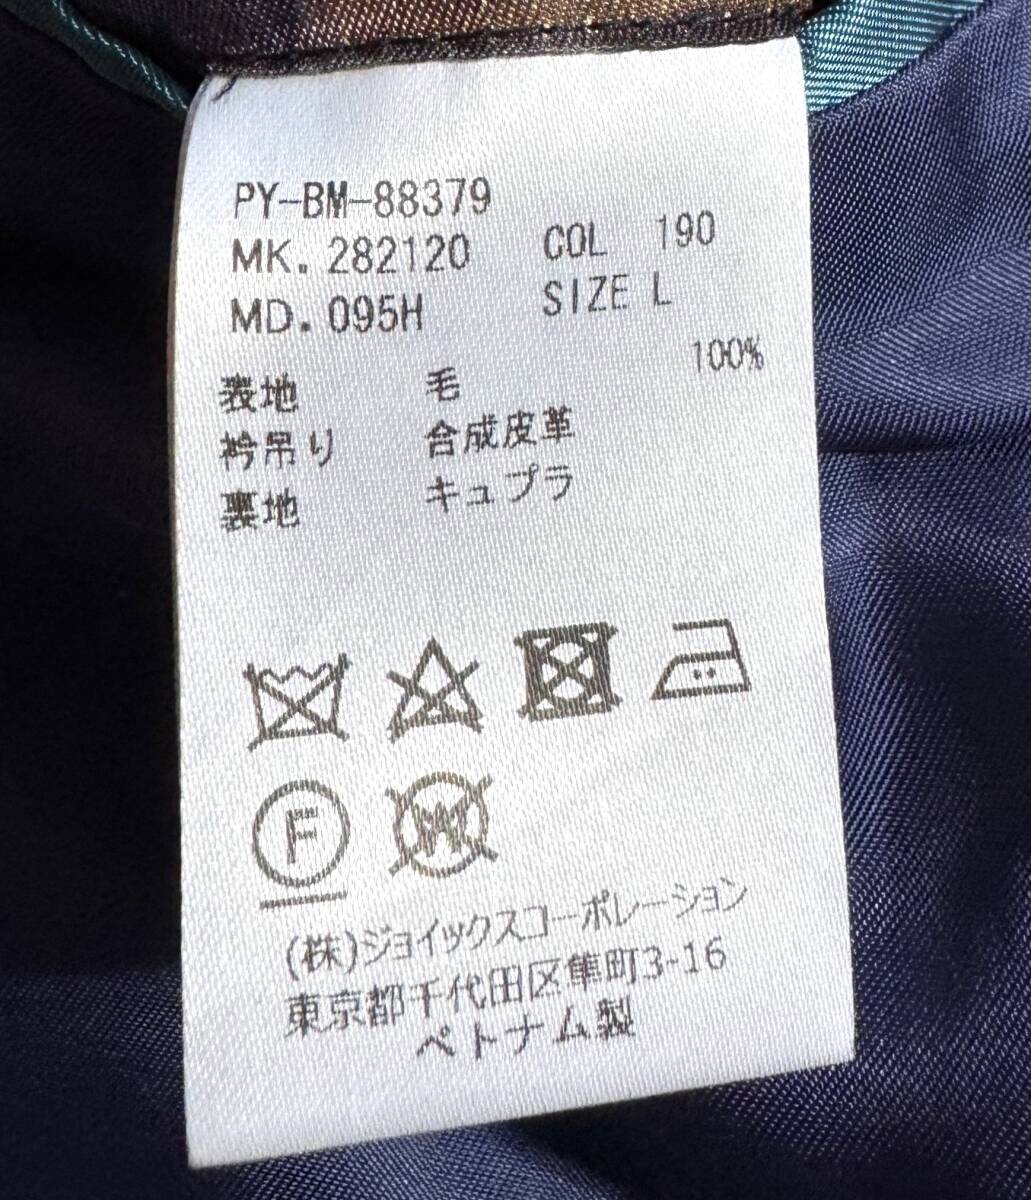 PY-BM-88379
MK. 282120 COL 190
MD. 095H SIZE L
表地 毛 100%
衿吊り 合成皮革
裏地 キュプラ
F W
(株)ジョイックスコーポレーション
東京都千代田区隼町3-16
ベトナム製